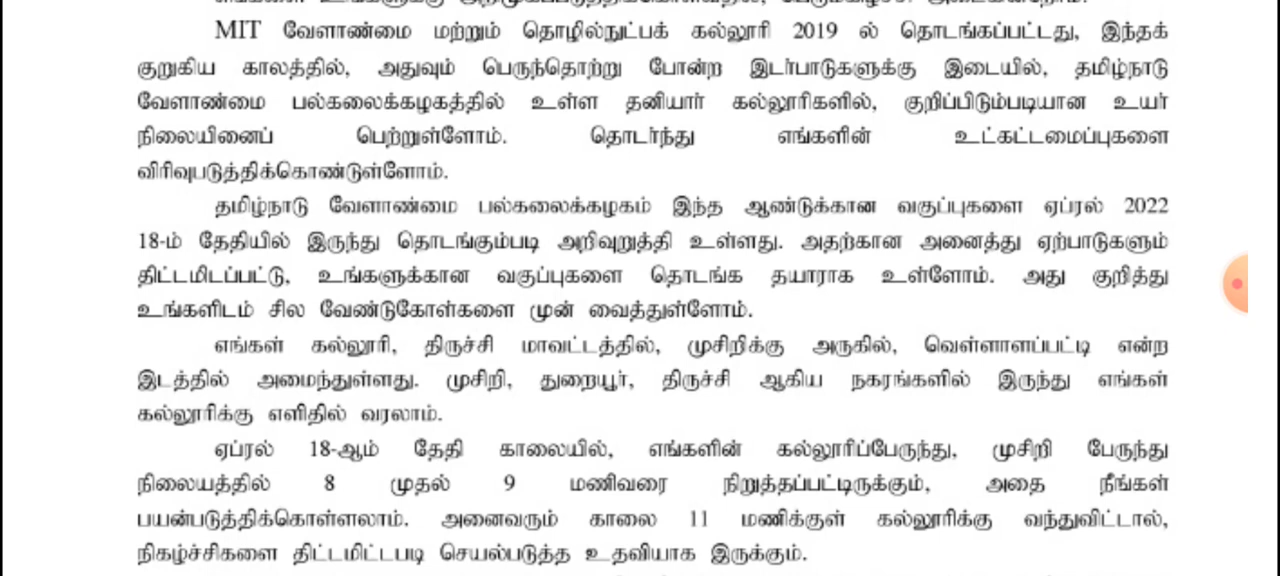 MIT வேளாண்மை மற்றும் தொழில்நுட்பக் கல்லூரி 2019 ல் தொடங்கப்பட்டது, இந்தக்
குறுகிய காலத்தில், அதுவும் பெருந்தொற்று போன்ற இடர்பாடுகளுக்கு இடையில், தமிழ்நாடு
வேளாண்மை பல்கலைக்கழகத்தில் உள்ள தனியார் கல்லூரிகளில், குறிப்பிடும்படியான உயர்
நிலையினைப் பெற்றுள்ளோம். தொடர்ந்து எங்களின் உட்கட்டமைப்புகளை
விரிவுபடுத்திக்கொண்டுள்ளோம்.
தமிழ்நாடு வேளாண்மை பல்கலைக்கழகம் இந்த ஆண்டுக்கான வகுப்புகளை ஏப்ரல் 2022
18-ம் தேதியில் இருந்து தொடங்கும்படி அறிவுறுத்தி உள்ளது. அதற்கான அனைத்து ஏற்பாடுகளும்
திட்டமிடப்பட்டு, உங்களுக்கான வகுப்புகளை தொடங்க தயாராக உள்ளோம். அது குறித்து
உங்களிடம் சில வேண்டுகோள்களை முன் வைத்துள்ளோம்.
எங்கள் கல்லூரி, திருச்சி மாவட்டத்தில், முசிறிக்கு அருகில், வெள்ளாளப்பட்டி என்ற
இடத்தில் அமைந்துள்ளது. முசிறி, துறையூர், திருச்சி ஆகிய நகரங்களில் இருந்து எங்கள்
கல்லூரிக்கு எளிதில் வரலாம்.
ஏப்ரல் 18-ஆம் தேதி காலையில், எங்களின் கல்லூரிப்பேருந்து, முசிறி பேருந்து
நிலையத்தில் 8 முதல் 9 மணிவரை நிறுத்தப்பட்டிருக்கும், அதை நீங்கள்
பயன்படுத்திக்கொள்ளலாம். அனைவரும் காலை 11 மணிக்குள் கல்லூரிக்கு வந்துவிட்டால்,
நிகழ்ச்சிகளை திட்டமிட்டபடி செயல்படுத்த உதவியாக இருக்கும்.